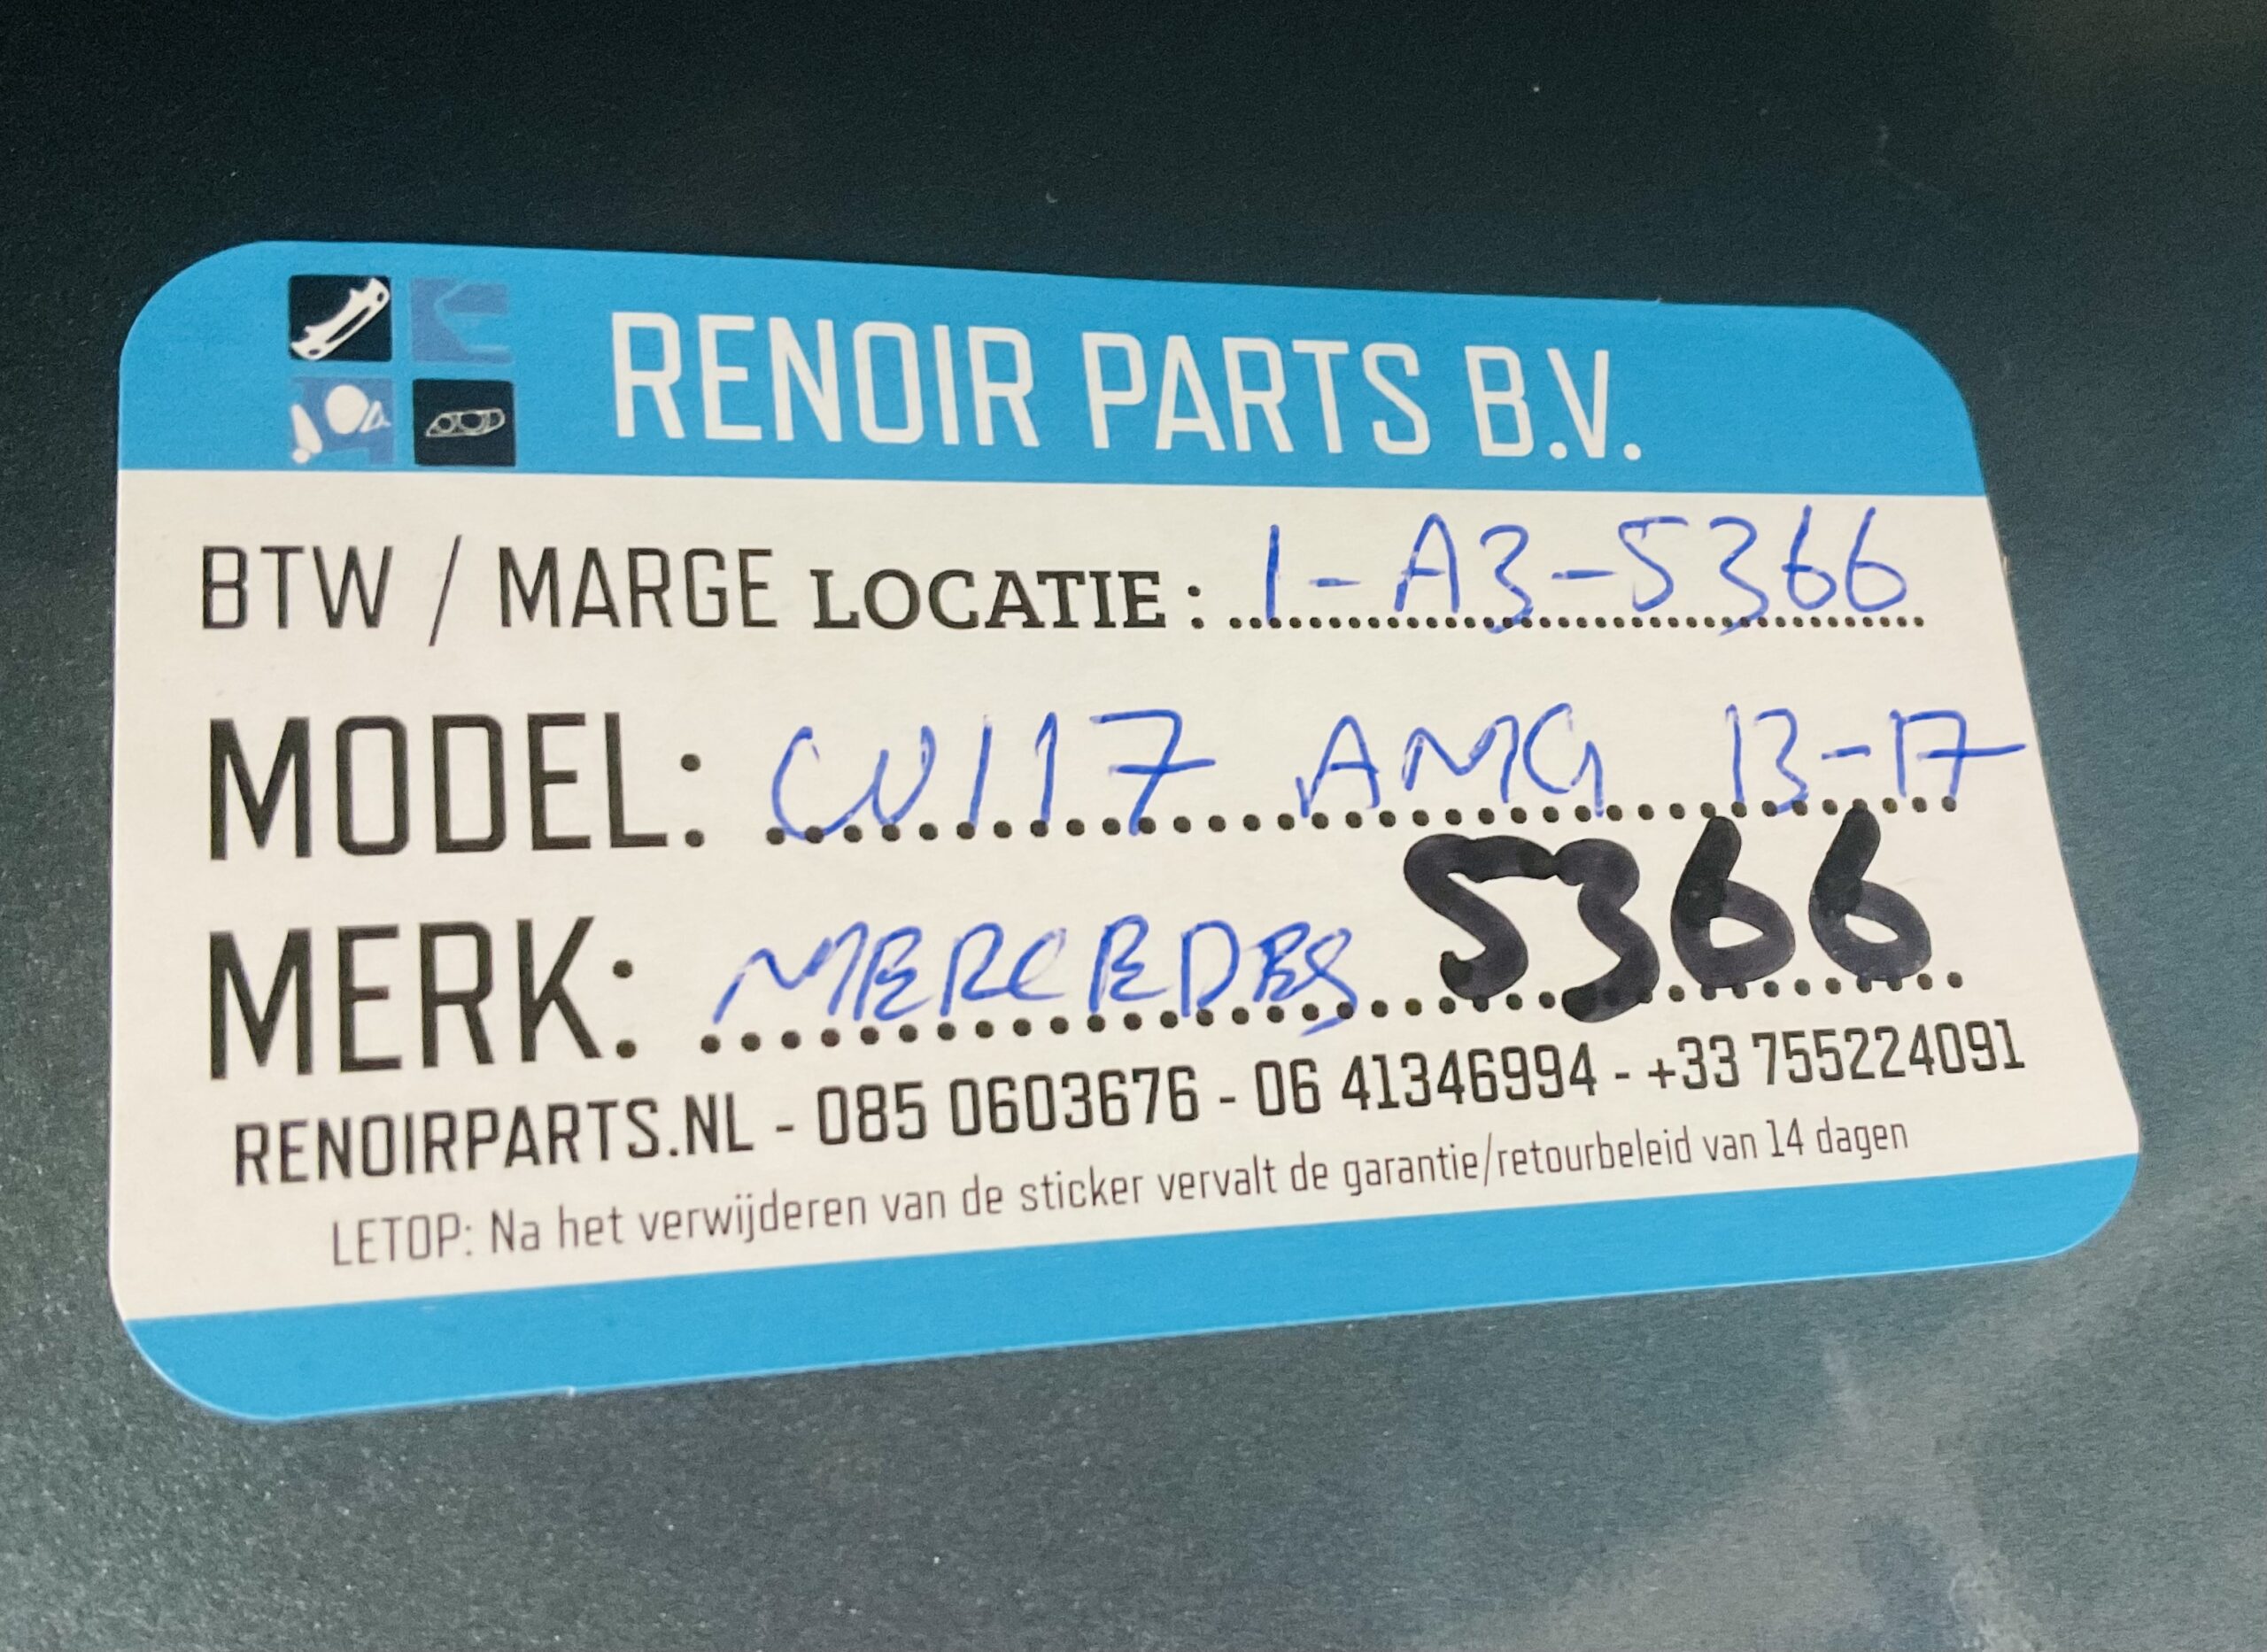 RENOIR PARTS B.V.
BTW / MARGE LOCATIE : 1-A3-5366
MODEL: W117 AMG 13-17
MERK: MERCEDES 5366
RENOIRPARTS.NL - 085 0603676 - 06 41346994 - +33 755224091
LETOP: Na het verwijderen van de sticker vervalt de garantie/retourbeleid van 14 dagen